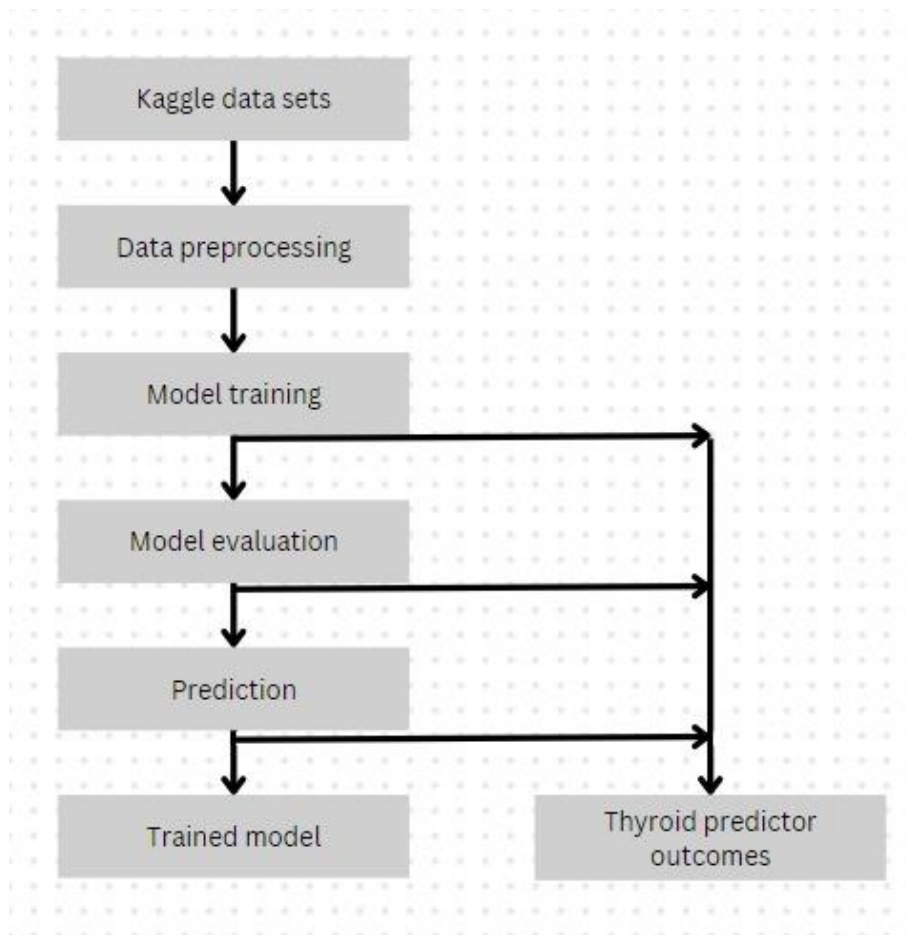 Kaggle data sets
Data preprocessing
Model training
Model evaluation
Prediction
Trained model
Thyroid predictor
outcomes